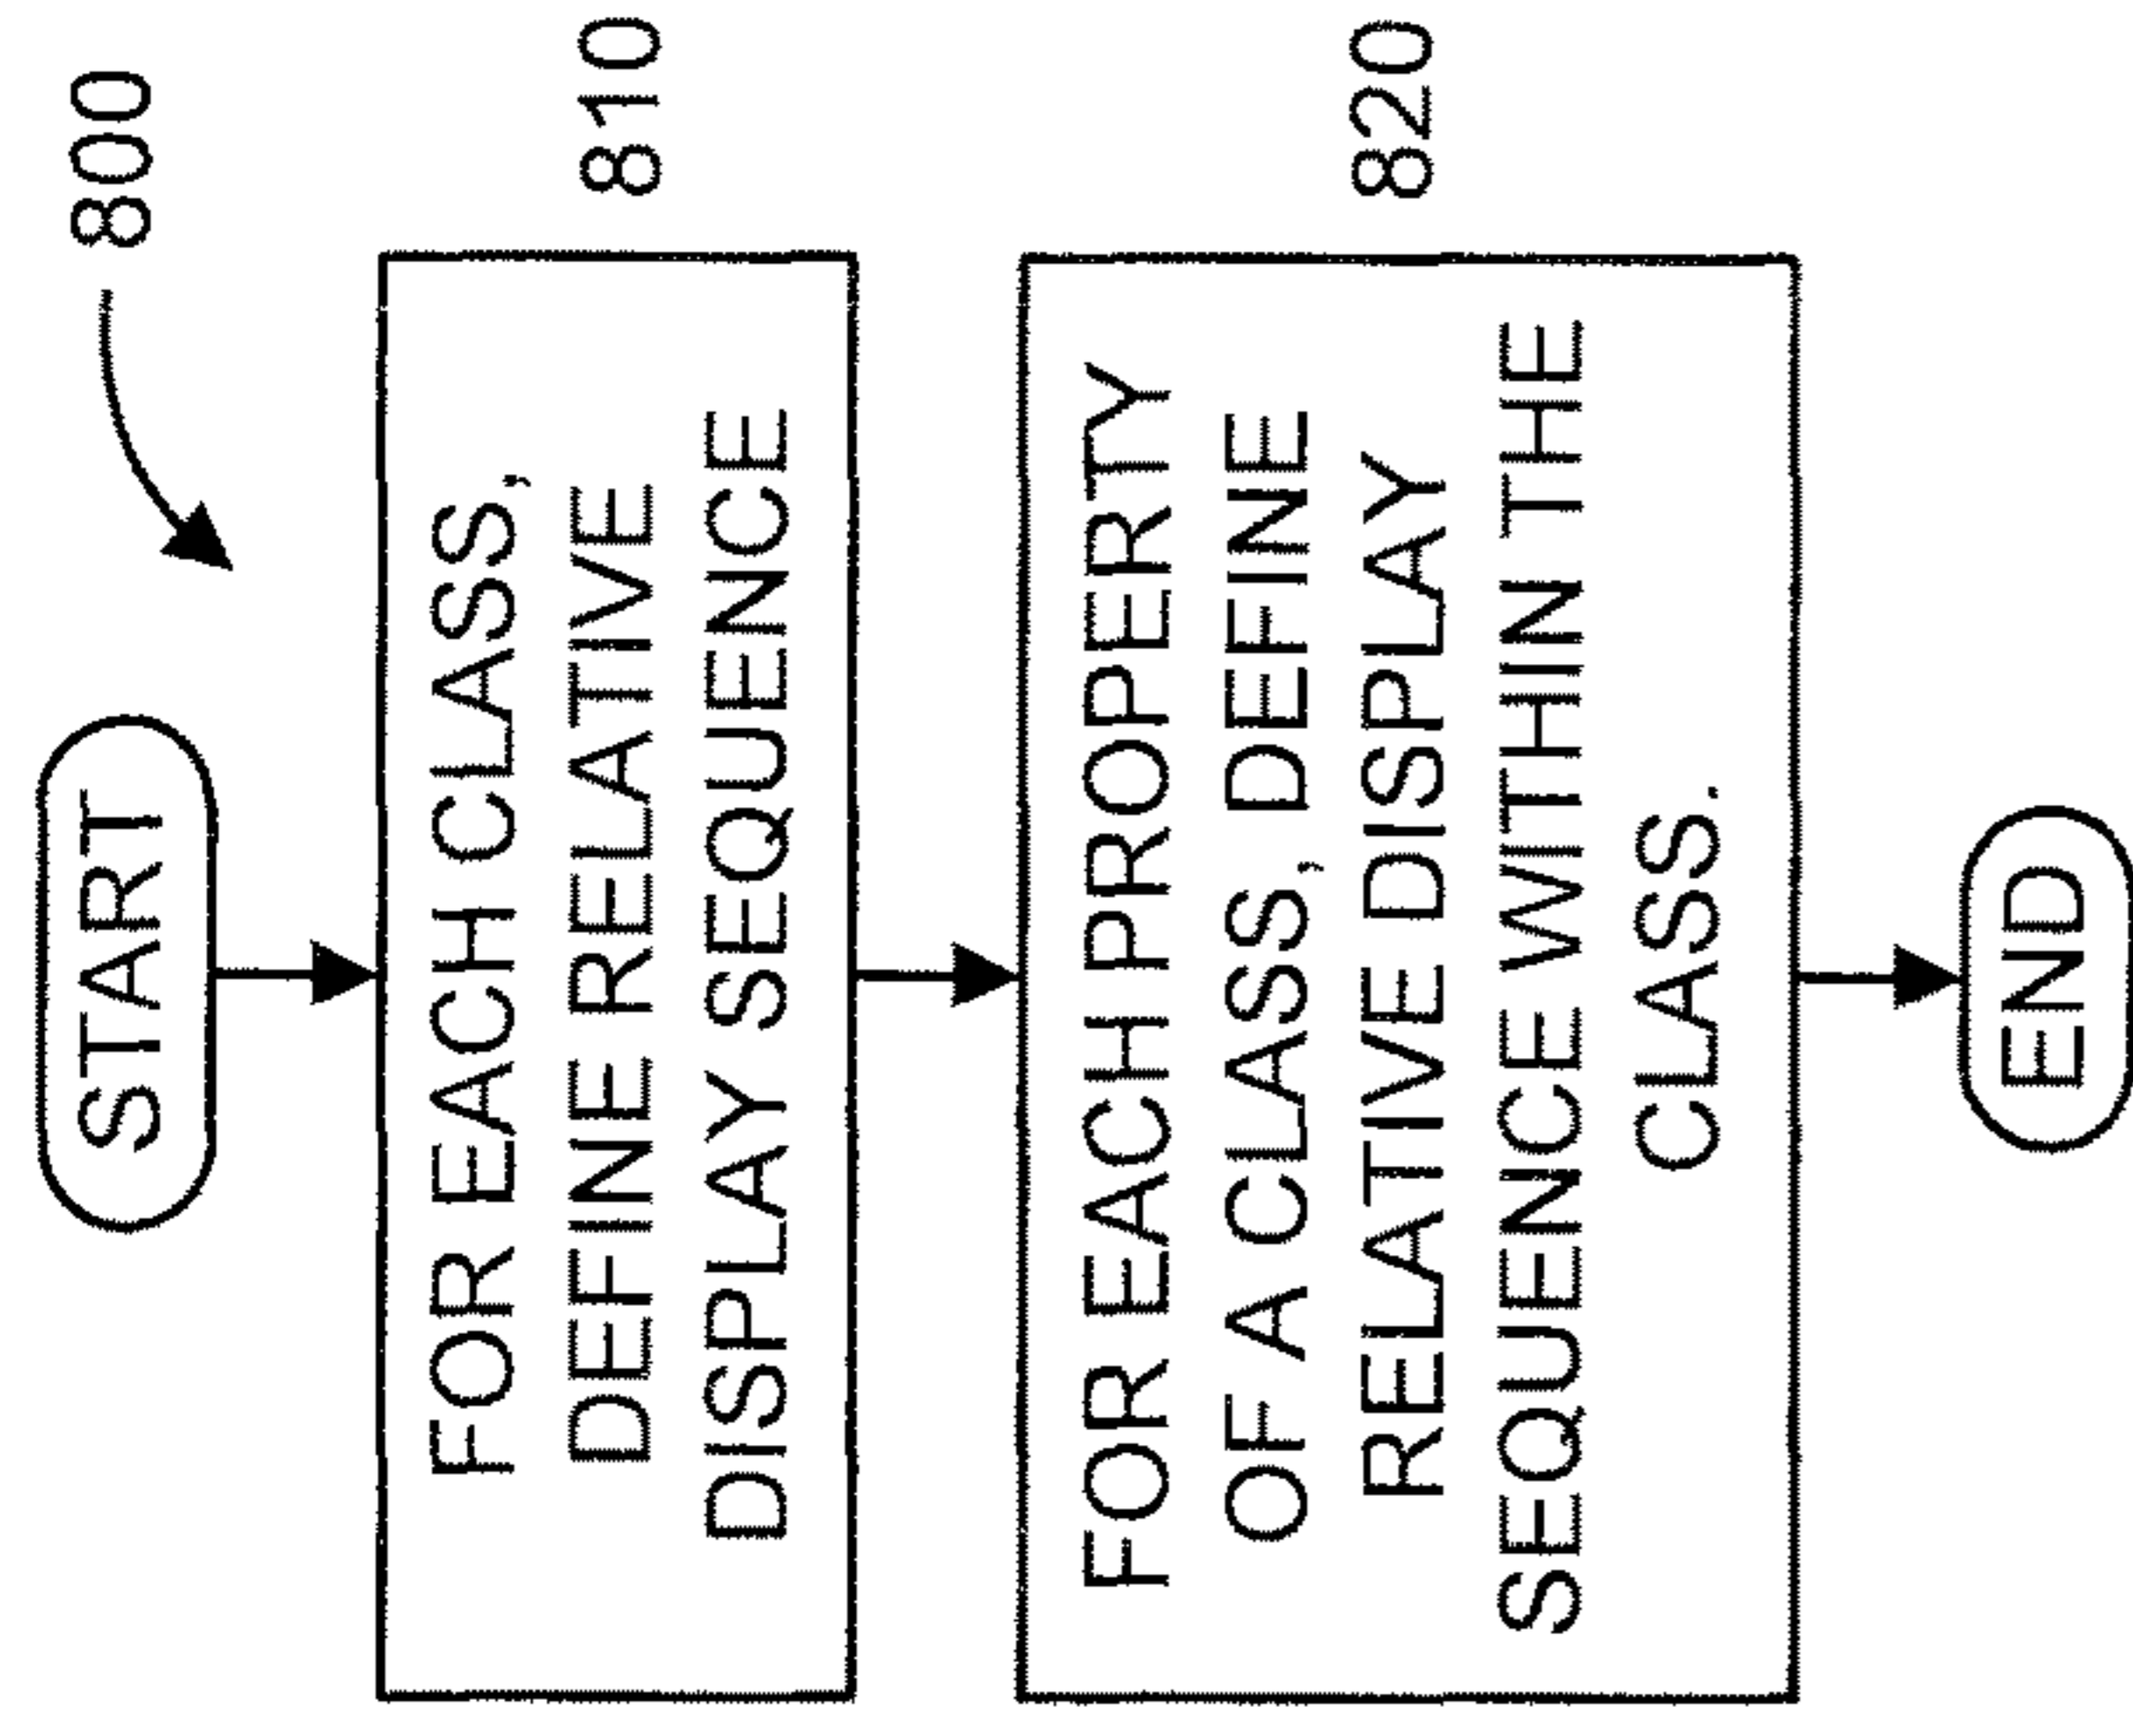 800
START
FOR EACH CLASS,
DEFINE RELATIVE
DISPLAY SEQUENCE
810
FOR EACH PROPERTY
OF A CLASS, DEFINE
RELATIVE DISPLAY
SEQUENCE WITHIN THE
CLASS.
820
END